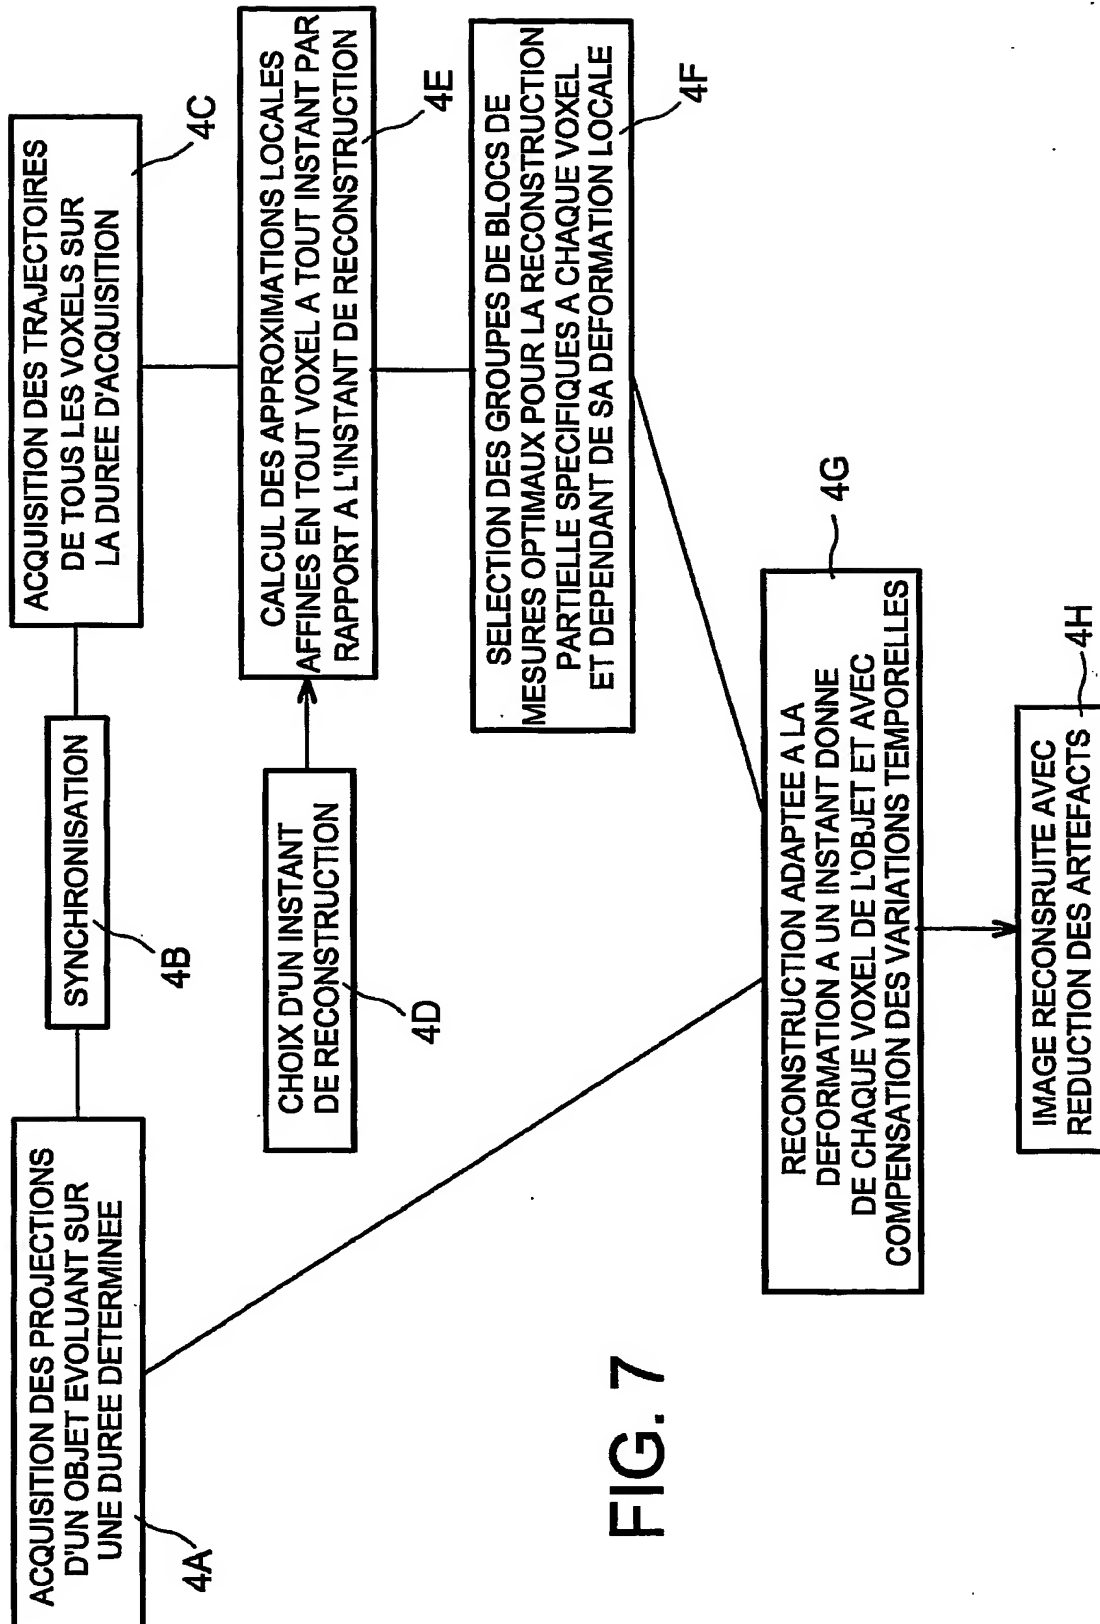 ACQUISITION DES PROJECTIONS
D'UN OBJET EVOLUANT SUR
UNE DUREE DETERMINEE
4A
SYNCHRONISATION
4B
ACQUISITION DES TRAJECTOIRES
DE TOUS LES VOXELS SUR
LA DUREE D'ACQUISITION
4C
CHOIX D'UN INSTANT
DE RECONSTRUCTION
4D
CALCUL DES APPROXIMATIONS LOCALES
AFFINES EN TOUT VOXEL A TOUT INSTANT PAR
RAPPORT A L'INSTANT DE RECONSTRUCTION
4E
SELECTION DES GROUPES DE BLOCS DE
MESURES OPTIMAUX POUR LA RECONSTRUCTION
PARTIELLE SPECIFIQUES A CHAQUE VOXEL
ET DEPENDANT DE SA DEFORMATION LOCALE
4F
RECONSTRUCTION ADAPTEE A LA
DEFORMATION A UN INSTANT DONNE
DE CHAQUE VOXEL DE L'OBJET ET AVEC
COMPENSATION DES VARIATIONS TEMPORELLES
4G
IMAGE RECONSRUITE AVEC
REDUCTION DES ARTEFACTS
4H
FIG. 7